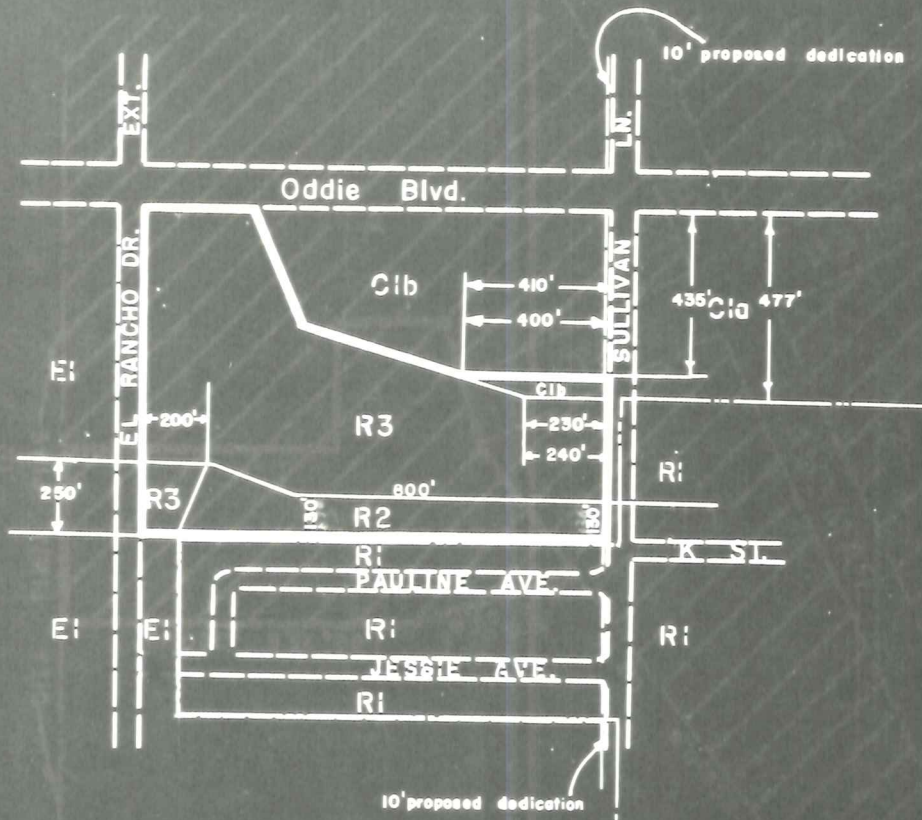 10' proposed dedication
EXT.
LN.
Oddie Blvd.
EL RANCHO DR.
SULLIVAN
C1b
410'
400'
435'
C1a
477'
E1
C1b
200'
R3
230'
240'
R1
250'
R3
800'
130'
R2
130'
R1
K ST.
PAULINE AVE.
E1
E1
R1
R1
JESSIE AVE.
R1
10' proposed dedication